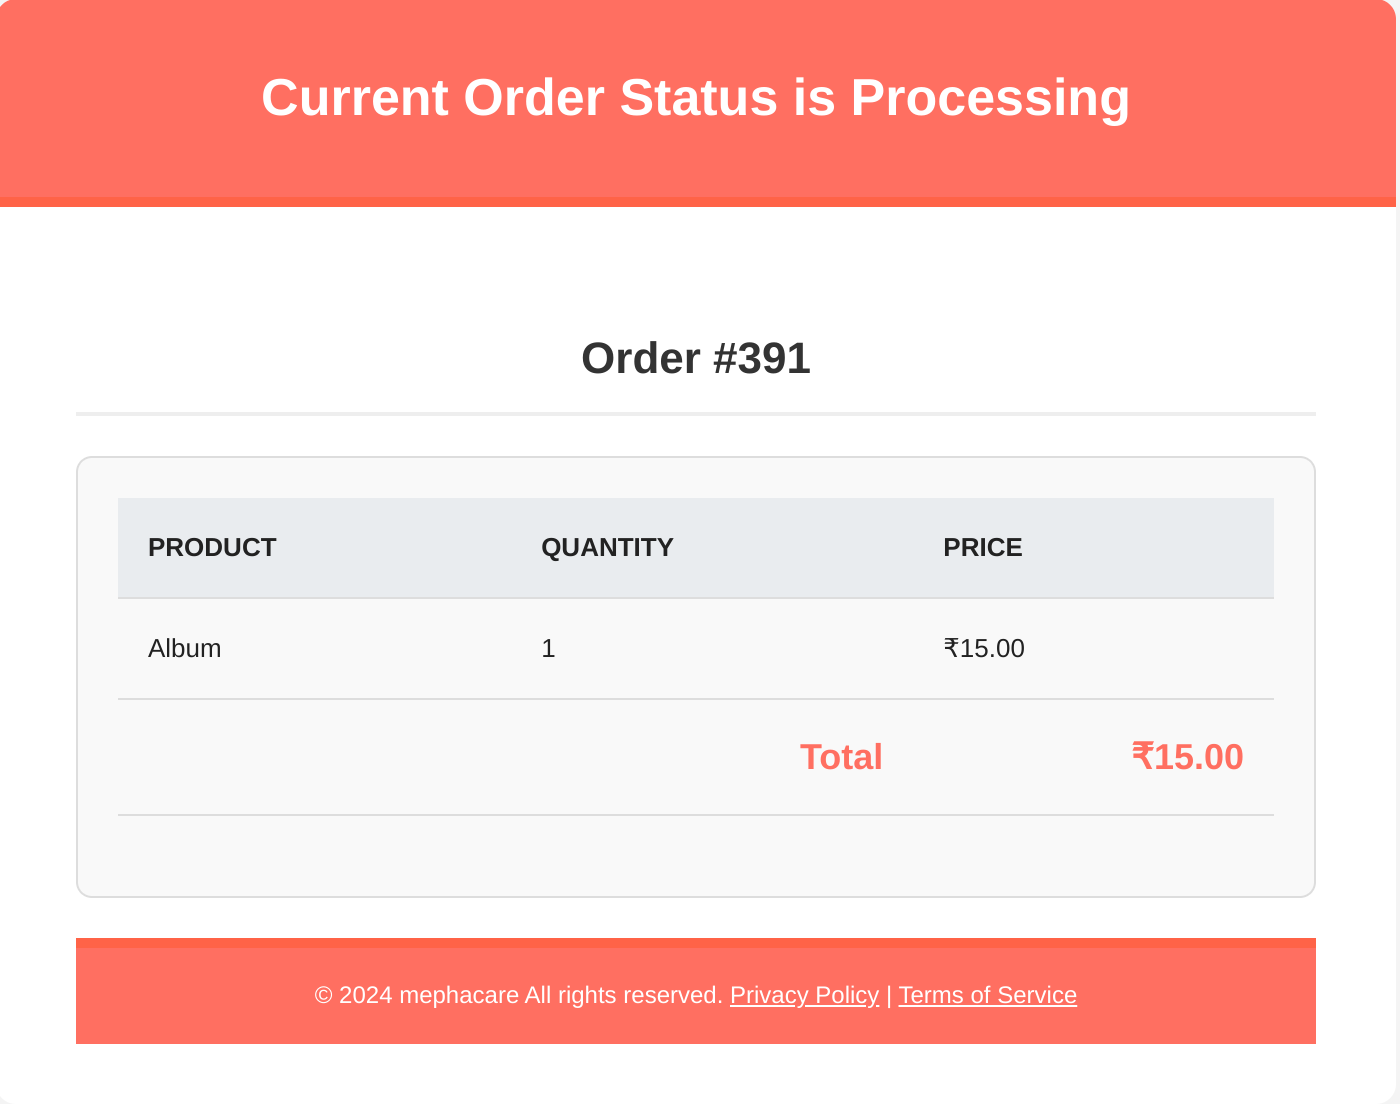 Current Order Status is Processing
Order #391
PRODUCT QUANTITY PRICE
Album 1 ₹15.00
Total ₹15.00
© 2024 mephacare All rights reserved. Privacy Policy | Terms of Service